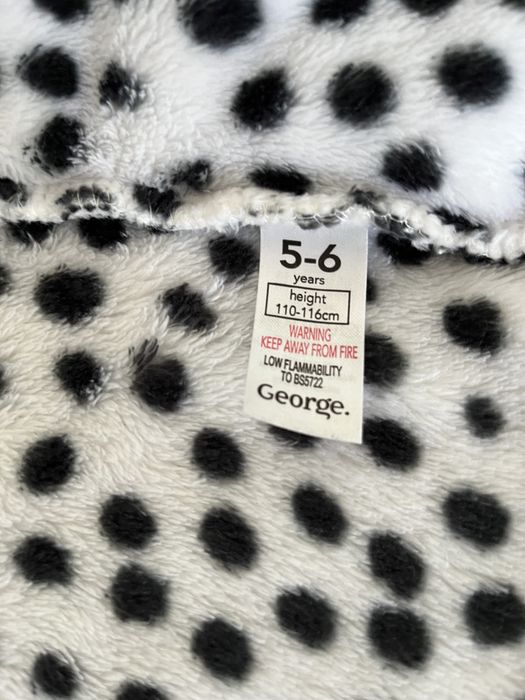 5-6
years
height
110-116cm
WARNING
KEEP AWAY FROM FIRE
LOW FLAMMABILITY
TO BS5722
George.